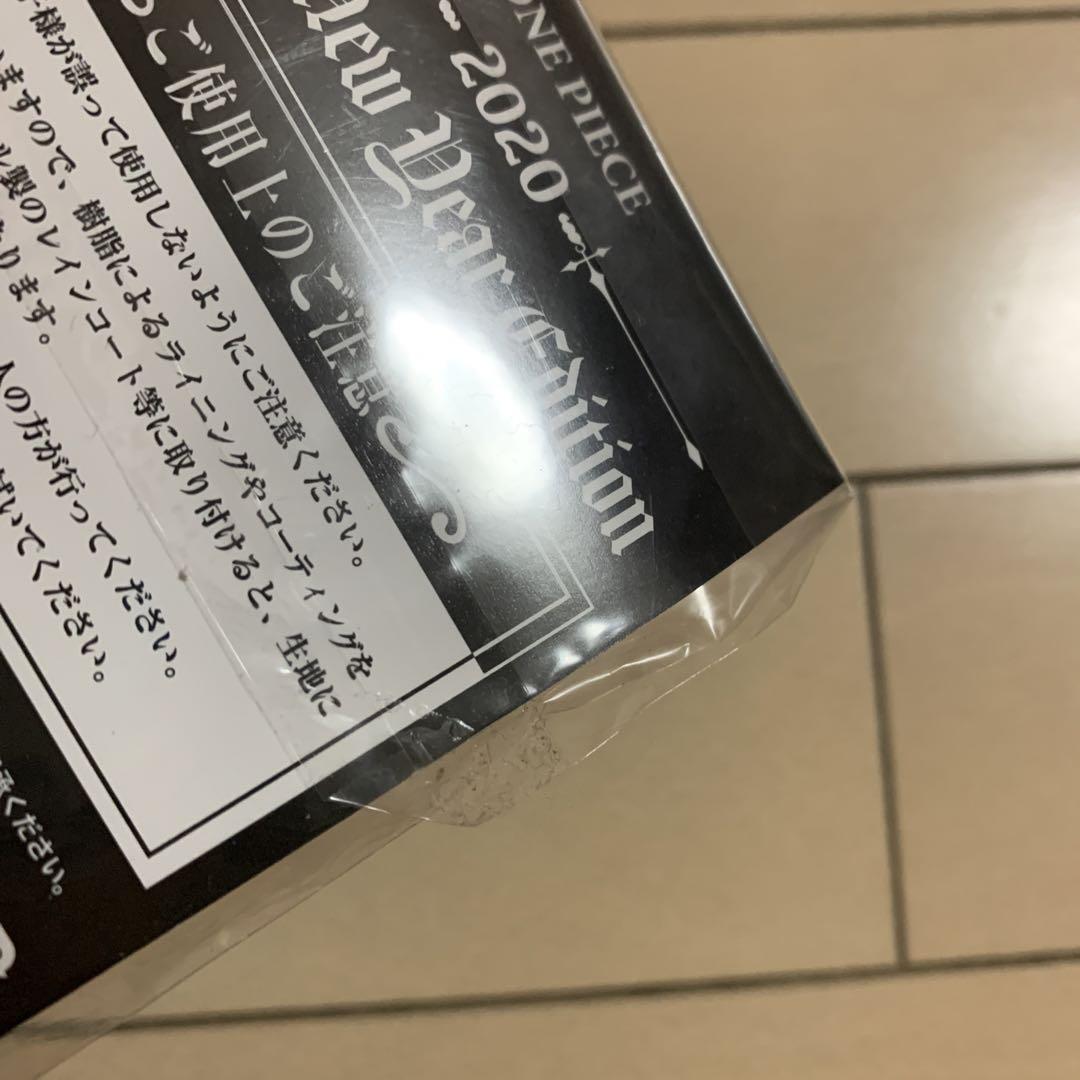 ONE PIECE
2020
New Year Edition
ご使用上のご注意
様が誤って使用しないようにご注意ください。
ますので、樹脂によるライニングやコーティングを
ル製のレインコート等に取り付けると、生地に
ります。
人の方が行ってください。
いてください。
承ください。